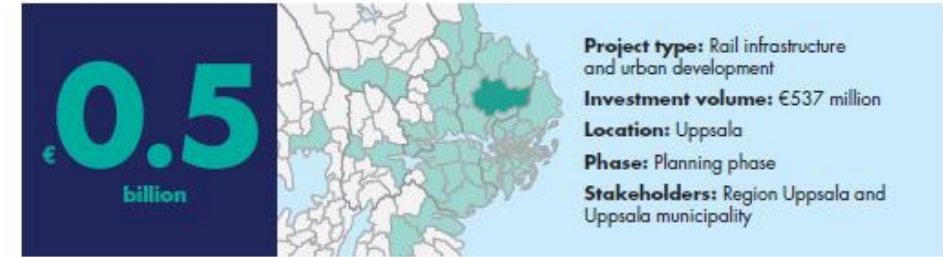 €0.5
billion
Project type: Rail infrastructure
and urban development
Investment volume: €537 million
Location: Uppsala
Phase: Planning phase
Stakeholders: Region Uppsala and
Uppsala municipality